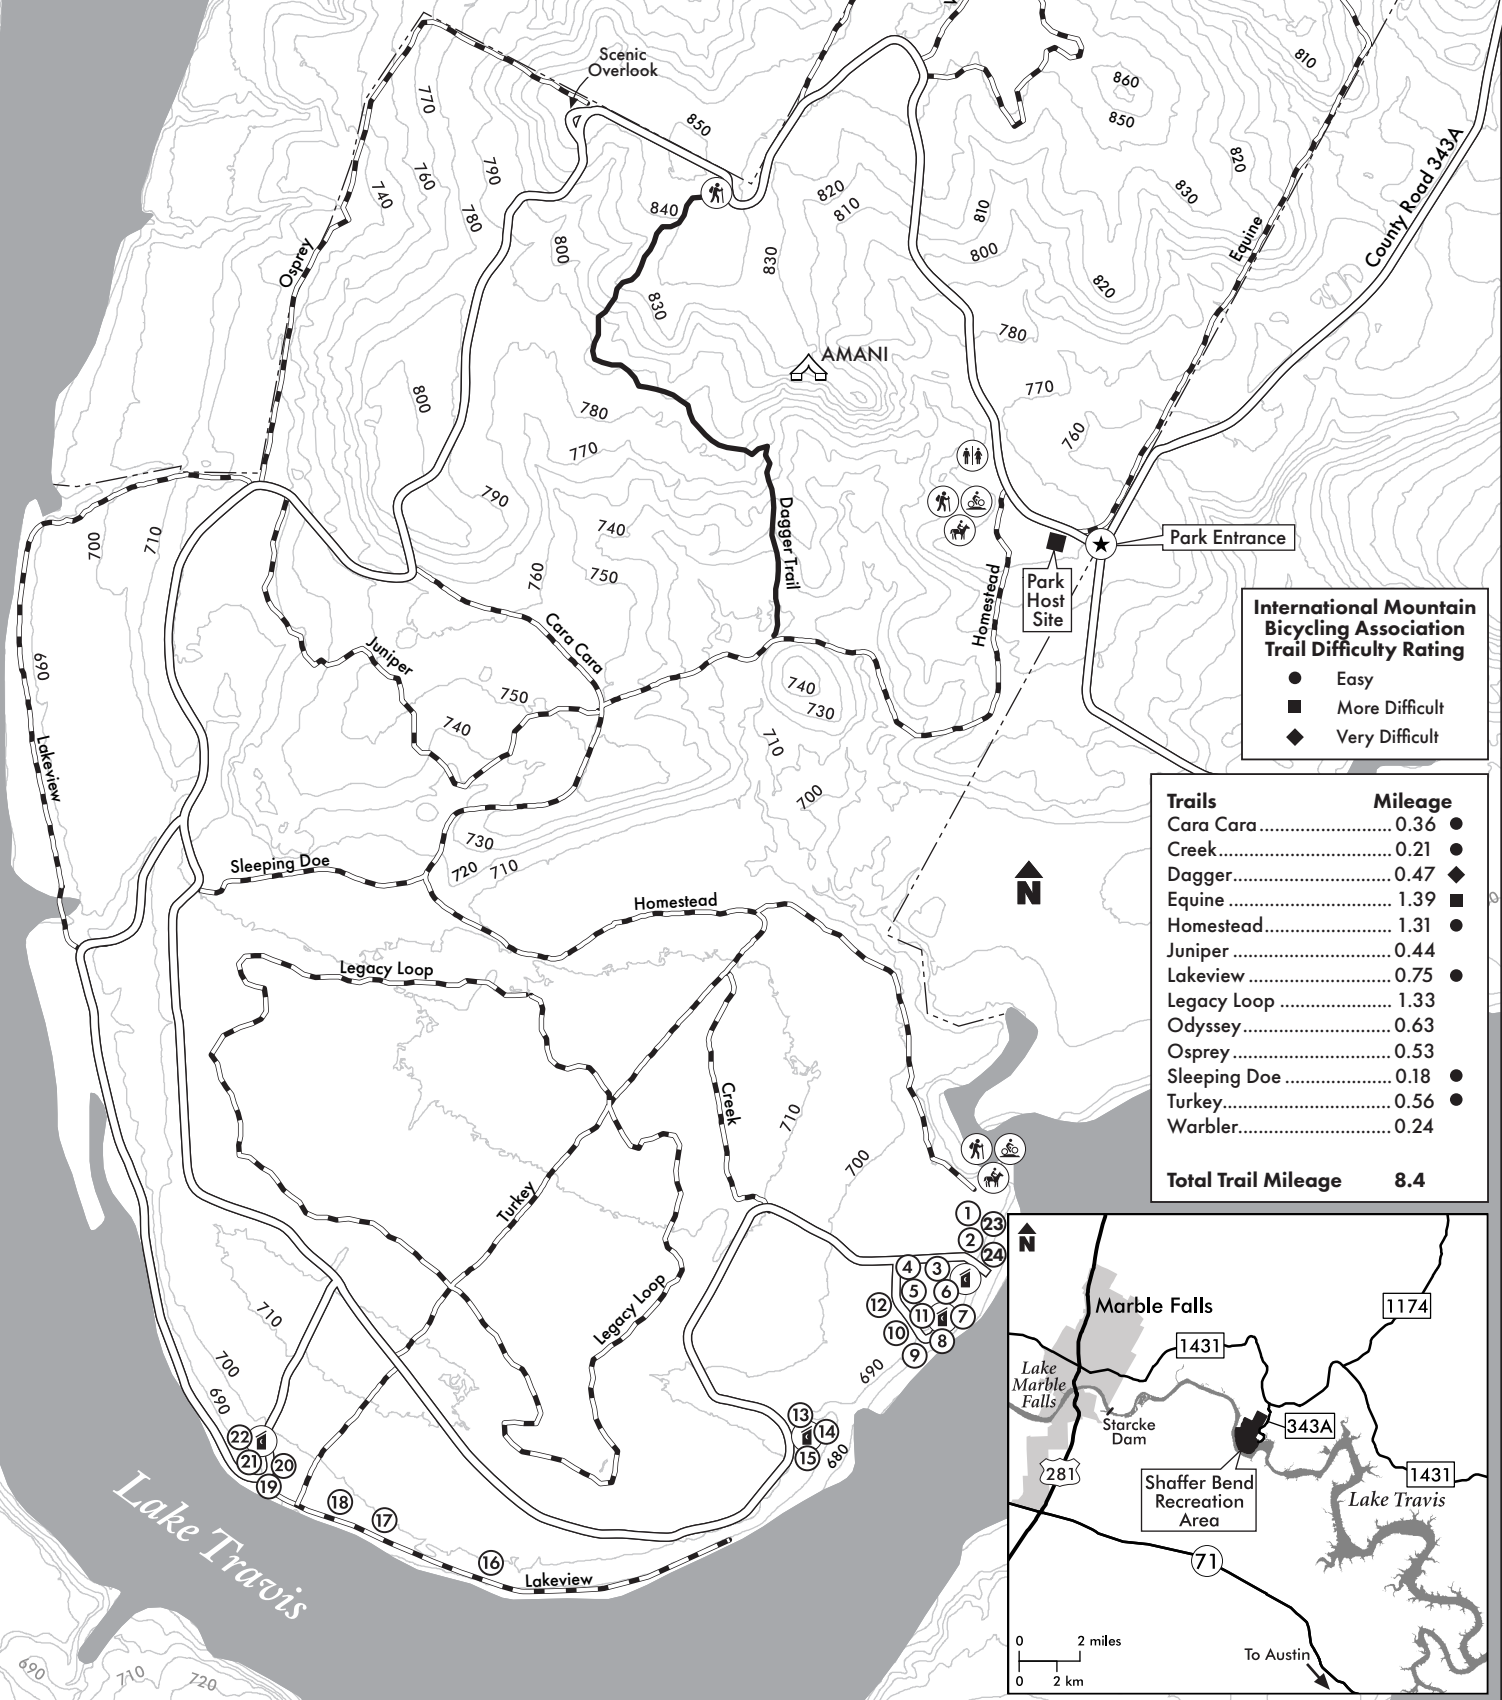 Scenic
Overlook
810
860
850
770
850
820
760
790
740
830
820
810
780
840
810
County Road 343A
800
830
800
Equine
Osprey
820
830
780
AMANI
770
800
780
760
770
790
Dagger Trail
740
Park Entrance
700
710
760
750
Homestead
Park
Host
Site
International Mountain
Bicycling Association
Trail Difficulty Rating
Easy
More Difficult
Very Difficult
Cara Cara
Juniper
690
750
740
740
730
710
Lakeview
700
Trails Mileage
Cara Cara 0.36
Creek 0.21
Dagger 0.47
Equine 1.39
Homestead 1.31
Juniper 0.44
Lakeview 0.75
Legacy Loop 1.33
Odyssey 0.63
Osprey 0.53
Sleeping Doe 0.18
Turkey 0.56
Warbler 0.24
Total Trail Mileage 8.4
730
720
710
Sleeping Doe
N
Homestead
Legacy Loop
Creek
710
700
Turkey
1
23
2
24
4
3
5
6
12
11
7
10
8
9
Legacy Loop
710
700
690
690
13
14
15
680
22
21
20
19
18
17
16
Lakeview
Lake Travis
690
710
720
N
Marble Falls
1174
1431
Lake
Marble
Falls
Starcke
Dam
343A
281
Shaffer Bend
Recreation
Area
1431
Lake Travis
71
0 2 miles
0 2 km
To Austin